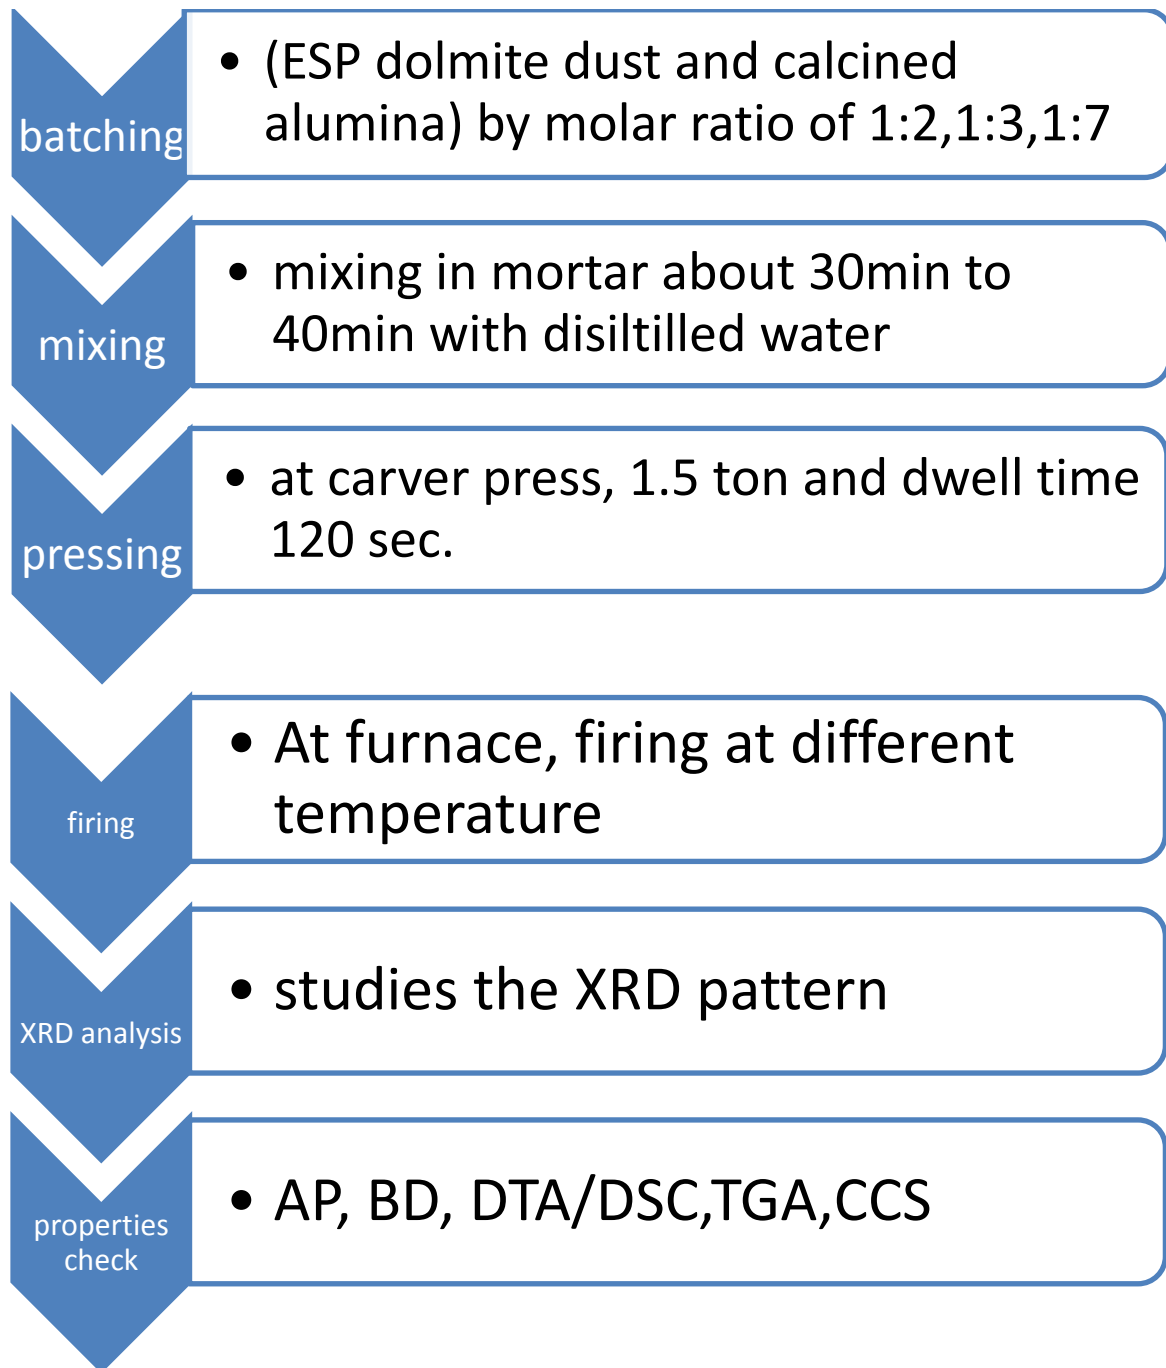 batching
• (ESP dolmite dust and calcined
alumina) by molar ratio of 1:2,1:3,1:7
mixing
• mixing in mortar about 30min to
40min with disiltilled water
pressing
• at carver press, 1.5 ton and dwell time
120 sec.
firing
• At furnace, firing at different
temperature
XRD analysis
• studies the XRD pattern
properties
check
• AP, BD, DTA/DSC,TGA,CCS